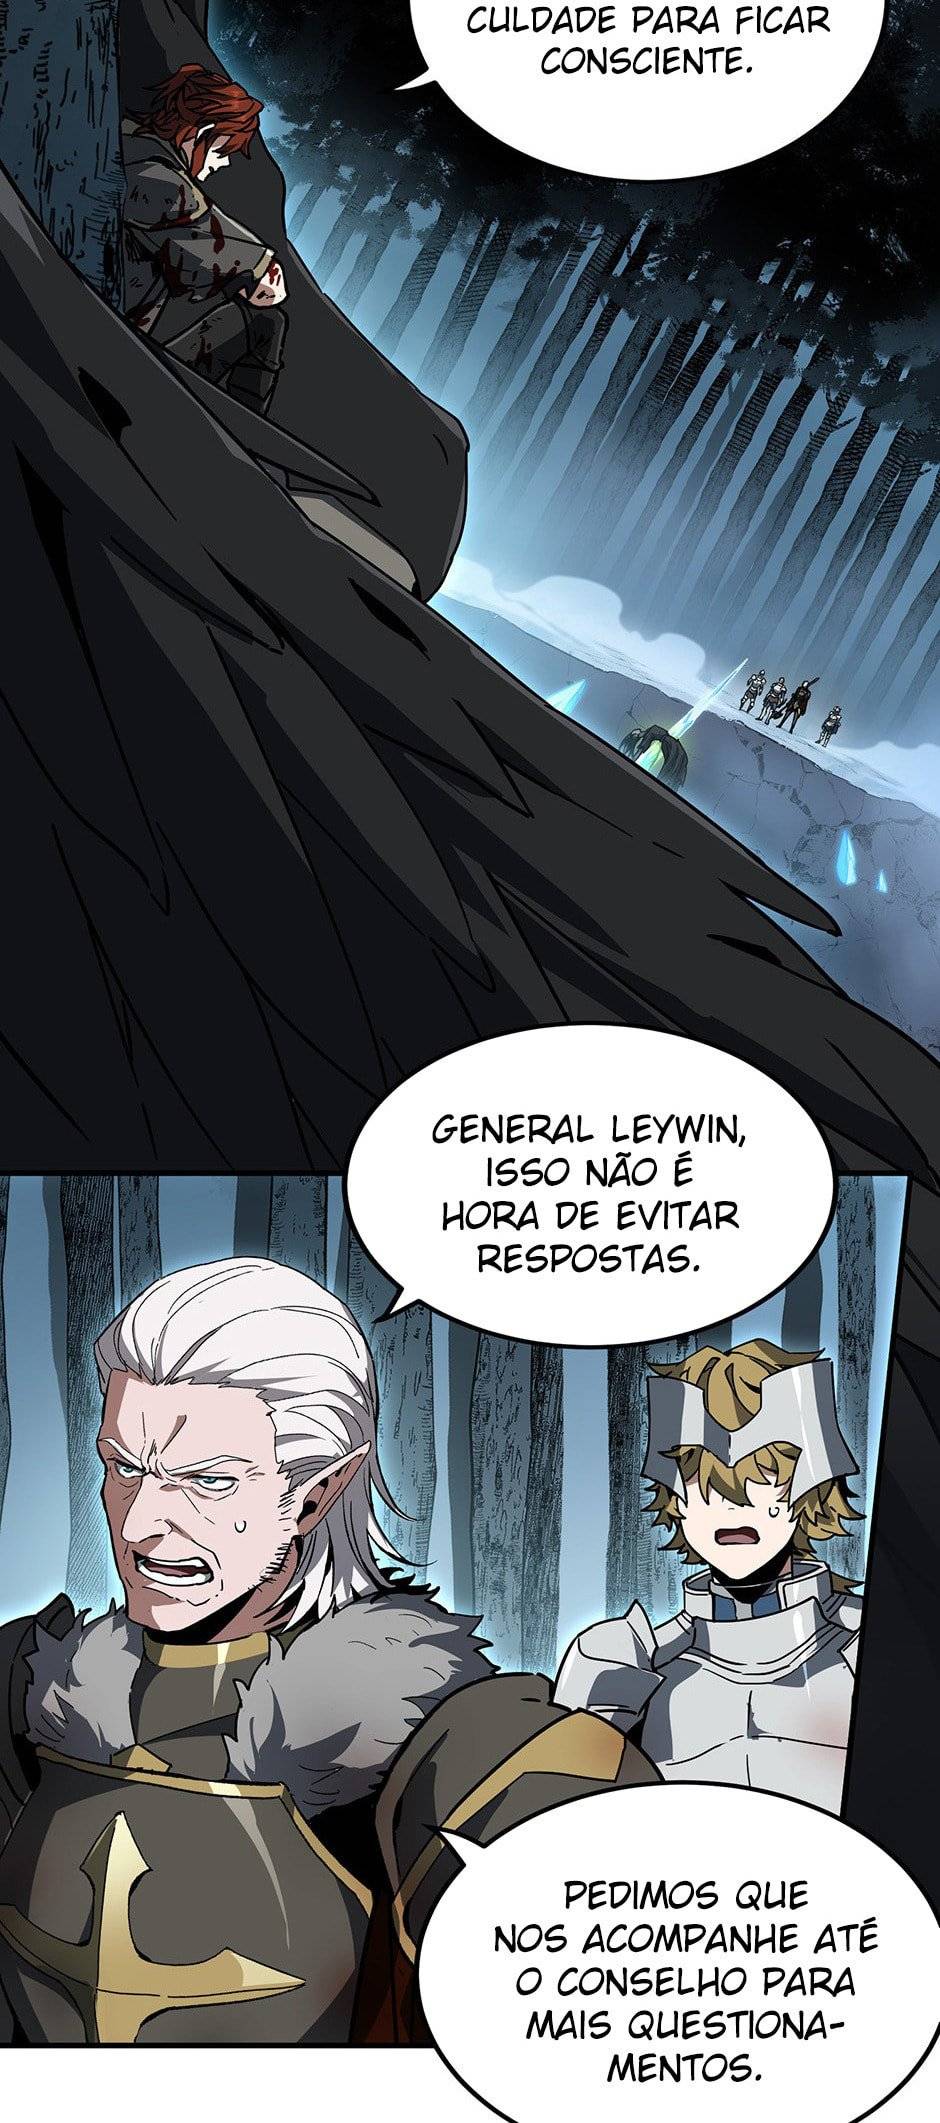 CULDADE PARA FICAR
CONSCIENTE.
GENERAL LEYWIN,
ISSO NÃO É
HORA DE EVITAR
RESPOSTAS.
PEDIMOS QUE
NOS ACOMPANHE ATÉ
O CONSELHO PARA
MAIS QUESTIONA-
MENTOS.